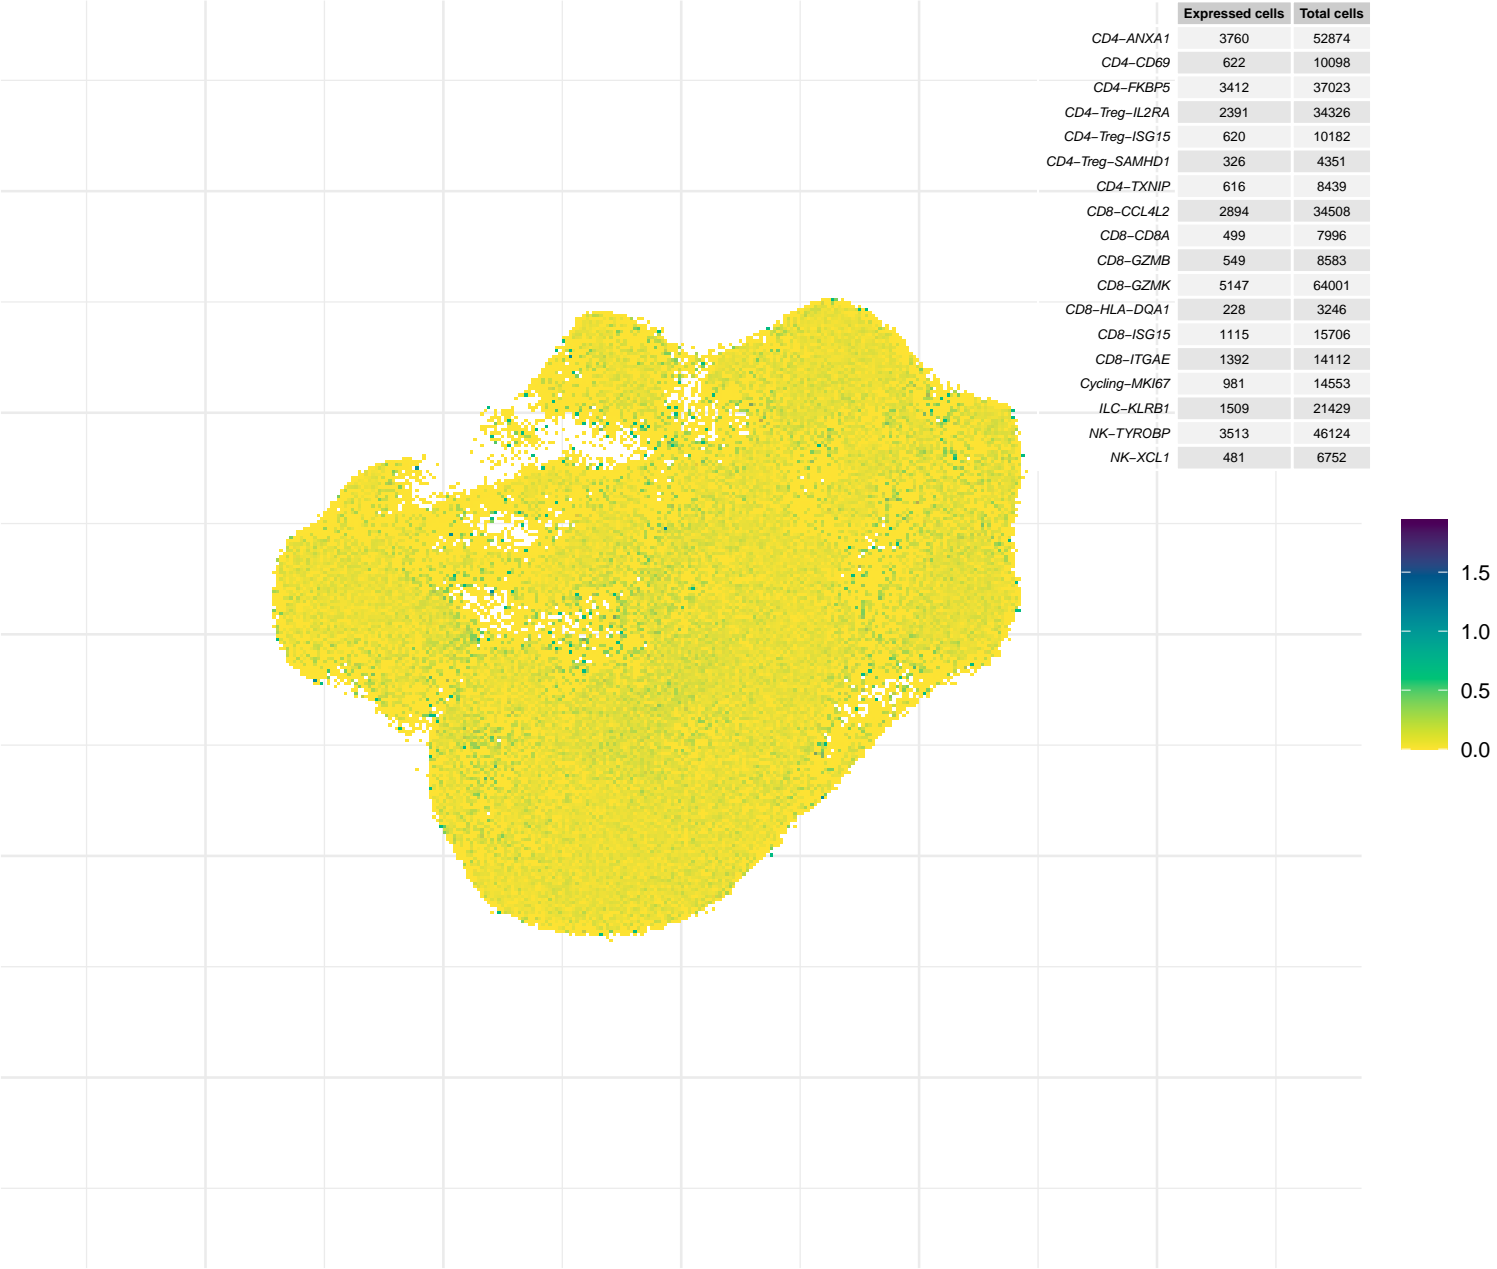 Expressed cells Total cells
CD4−ANXA1 3760 52874
CD4−CD69 622 10098
CD4−FKBP5 3412 37023
CD4−Treg−IL2RA 2391 34326
CD4−Treg−ISG15 620 10182
CD4−Treg−SAMHD1 326 4351
CD4−TXNIP 616 8439
CD8−CCL4L2 2894 34508
CD8−CD8A 499 7996
CD8−GZMB 549 8583
CD8−GZMK 5147 64001
CD8−HLA−DQA1 228 3246
CD8−ISG15 1115 15706
CD8−ITGAE 1392 14112
Cycling−MKI67 981 14553
ILC−KLRB1 1509 21429
NK−TYROBP 3513 46124
NK−XCL1 481 6752
1.5
1.0
0.5
0.0